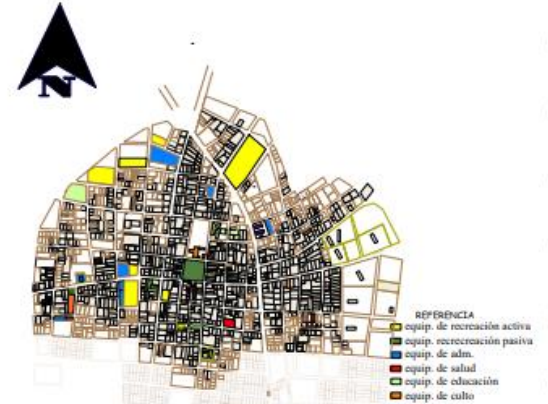 N
REFERENCIA
equip. de recreación activa
equip. recrecreación pasiva
equip. de adm.
equip. de salud
equip. de educación
equip. de culto